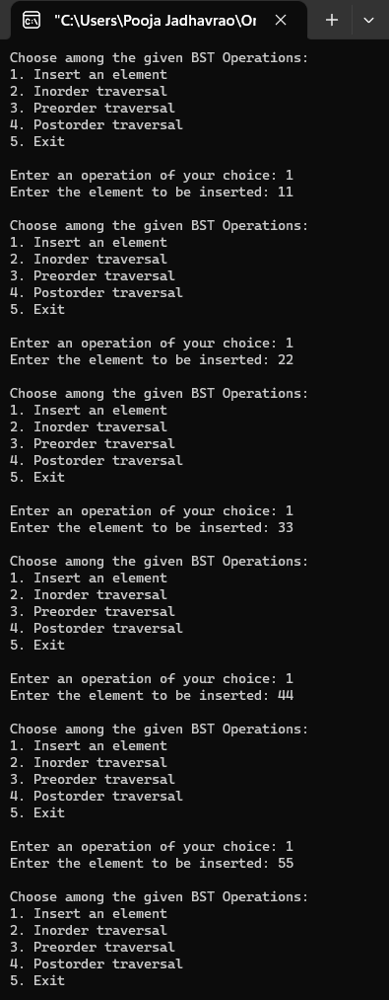 "C:\Users\Pooja Jadhavrao\Or
Choose among the given BST Operations:
1. Insert an element
2. Inorder traversal
3. Preorder traversal
4. Postorder traversal
5. Exit
Enter an operation of your choice: 1
Enter the element to be inserted: 11
Choose among the given BST Operations:
1. Insert an element
2. Inorder traversal
3. Preorder traversal
4. Postorder traversal
5. Exit
Enter an operation of your choice: 1
Enter the element to be inserted: 22
Choose among the given BST Operations:
1. Insert an element
2. Inorder traversal
3. Preorder traversal
4. Postorder traversal
5. Exit
Enter an operation of your choice: 1
Enter the element to be inserted: 33
Choose among the given BST Operations:
1. Insert an element
2. Inorder traversal
3. Preorder traversal
4. Postorder traversal
5. Exit
Enter an operation of your choice: 1
Enter the element to be inserted: 44
Choose among the given BST Operations:
1. Insert an element
2. Inorder traversal
3. Preorder traversal
4. Postorder traversal
5. Exit
Enter an operation of your choice: 1
Enter the element to be inserted: 55
Choose among the given BST Operations:
1. Insert an element
2. Inorder traversal
3. Preorder traversal
4. Postorder traversal
5. Exit